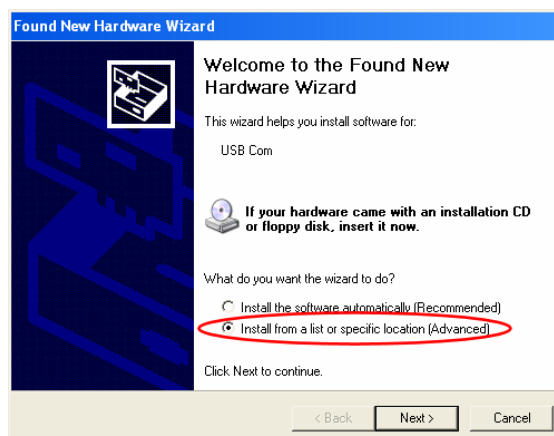 Found New Hardware Wizard
Welcome to the Found New
Hardware Wizard
This wizard helps you install software for:
USB Com
If your hardware came with an installation CD
or floppy disk, insert it now.
What do you want the wizard to do?
Install the software automatically (Recommended)
Install from a list or specific location (Advanced)
Click Next to continue.
< Back Next > Cancel